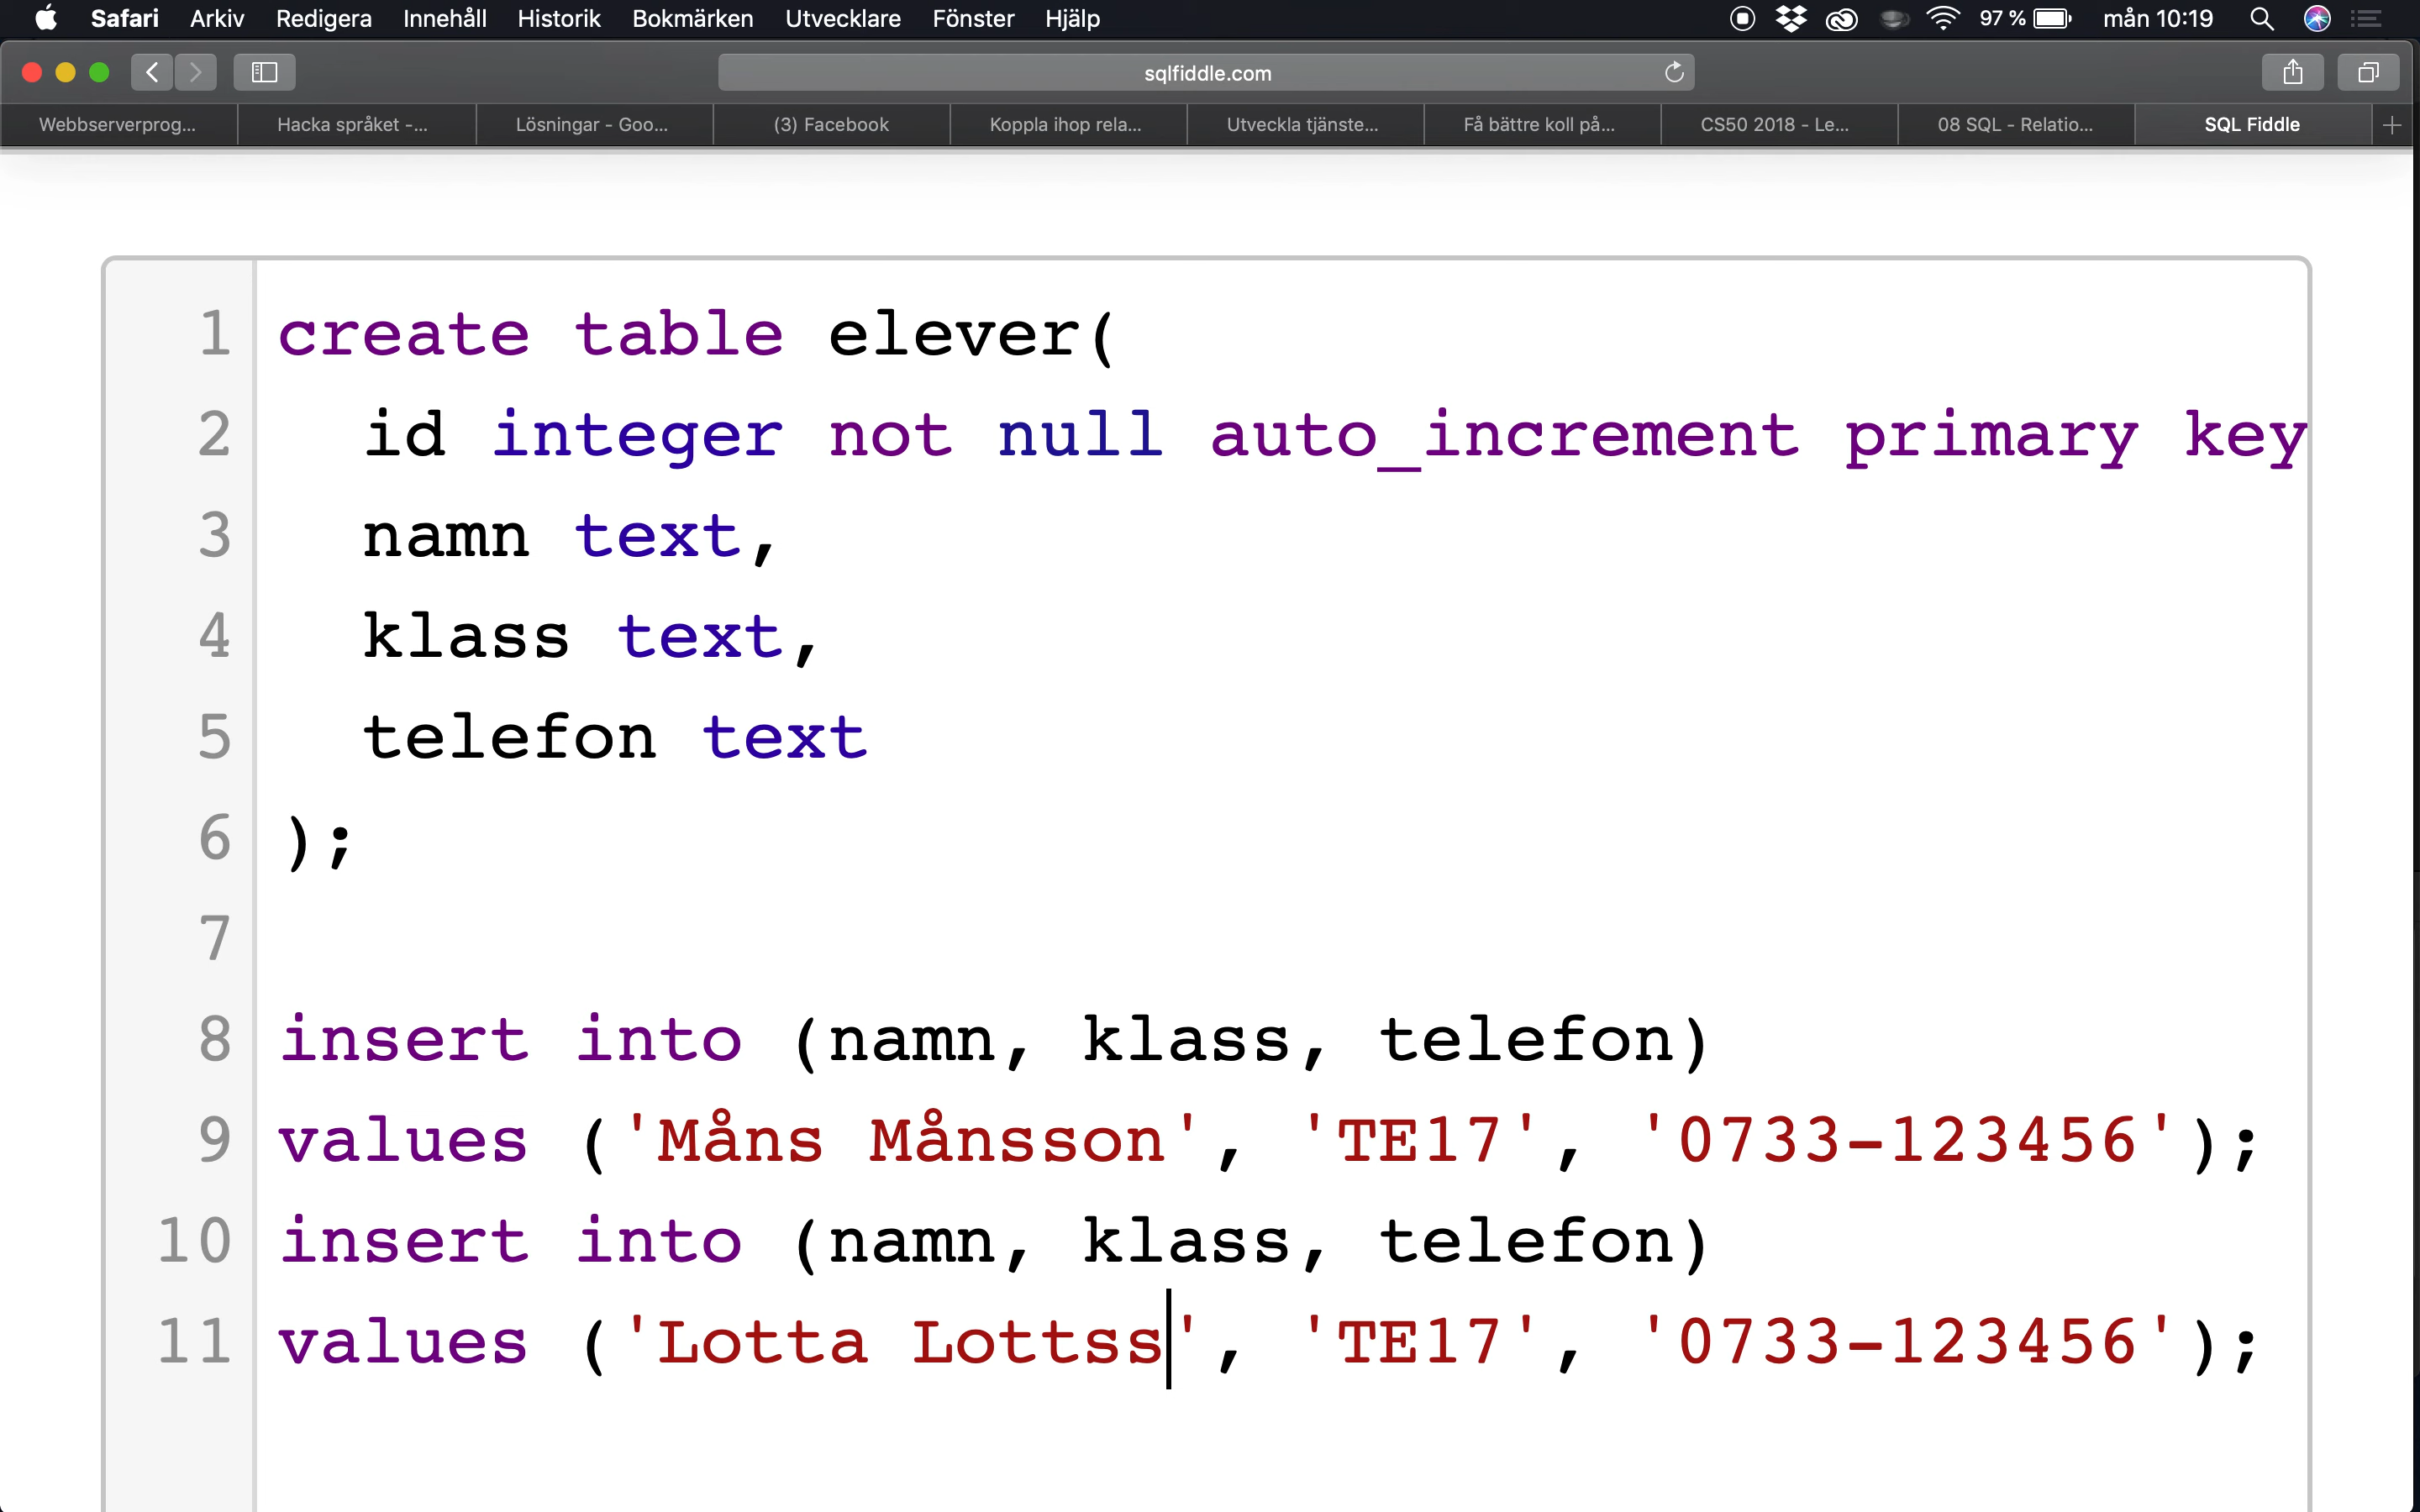 Safari Arkiv Redigera Innehåll Historik Bokmärken Utvecklare Fönster Hjälp 97 % mån 10:19
sqlfiddle.com
Webbserverprog... Hacka språket -... Lösningar - Goo... (3) Facebook Koppla ihop rela... Utveckla tjänste... Få bättre koll på... CS50 2018 - Le... 08 SQL - Relatio... SQL Fiddle
1 create table elever(
2 id integer not null auto_increment primary key
3 namn text,
4 klass text,
5 telefon text
6 );
7
8 insert into (namn, klass, telefon)
9 values ('Måns Månsson', 'TE17', '0733-123456');
10 insert into (namn, klass, telefon)
11 values ('Lotta Lottss', 'TE17', '0733-123456');